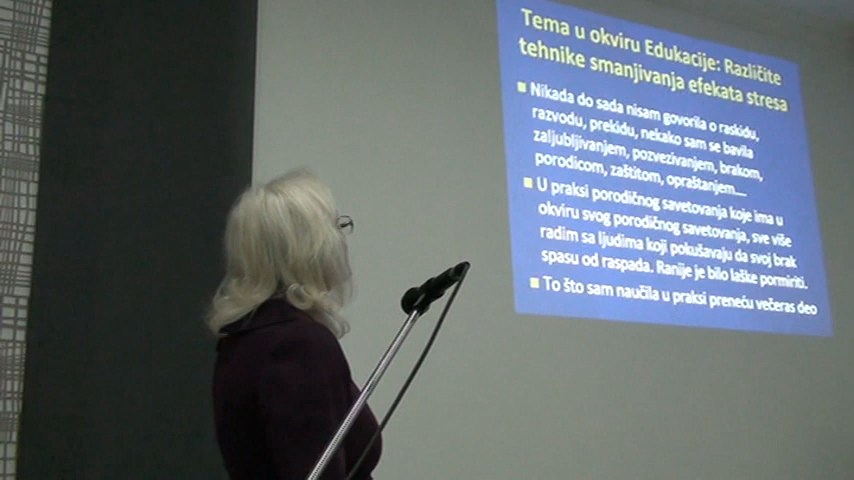 Tema u okviru Edukacije: Različite
tehnike smanjivanja efekata stresa
Nikada do sada nisam govorila o raskidu,
razvodu, prekidu, nekako sam se bavila
zaljubljivanjem, pozvezivanjem, brakom,
porodicom, zaštitom, opraštanjem....
U praksi porodičnog savetovanja koje ima u
okviru svog porodičnog savetovanja, sve više
radim sa ljudima koji pokušavaju da svoj brak
spasu od raspada. Ranije je bilo laške pormiriti.
To što sam naučila u praksi preneću večeras deo